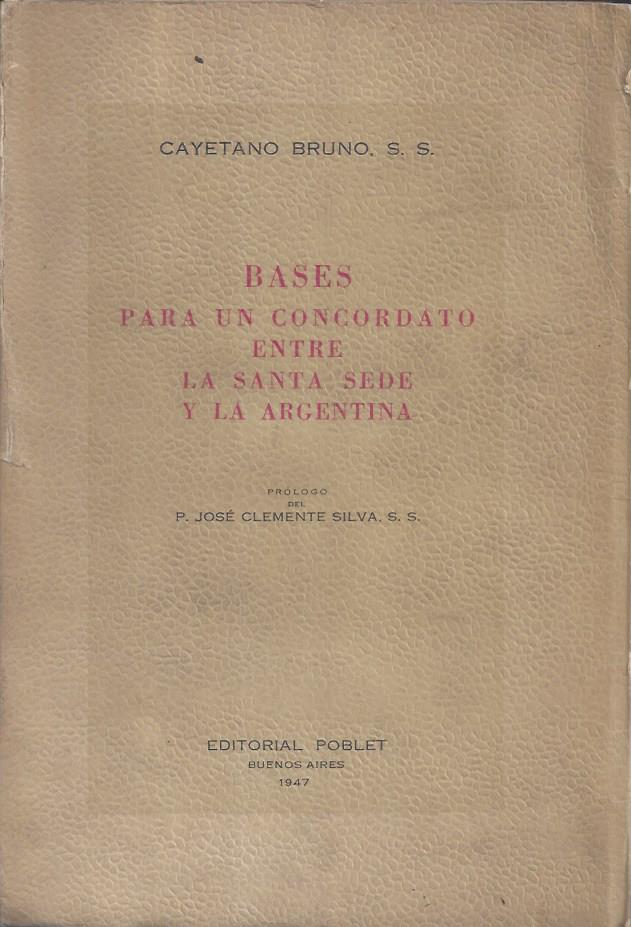 CAYETANO BRUNO, S. S.
BASES
PARA UN CONCORDATO
ENTRE
LA SANTA SEDE
Y LA ARGENTINA
PRÓLOGO
DEL
P. JOSÉ CLEMENTE SILVA, S. S.
EDITORIAL POBLET
BUENOS AIRES
1947